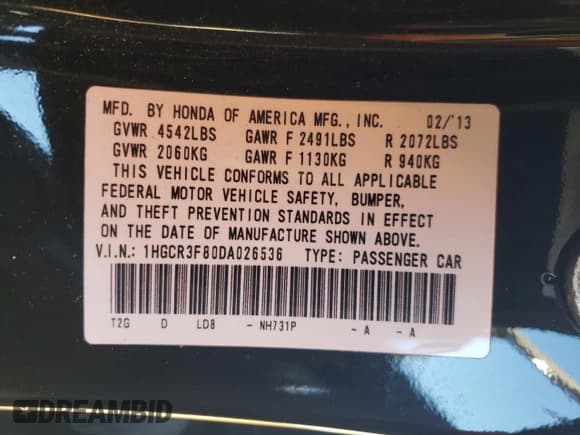 MFD. BY HONDA OF AMERICA MFG., INC. 02/'13
GVWR 4542LBS GAWR F 2491LBS R 2072LBS
GVWR 2060KG GAWR F 1130KG R 940KG
THIS VEHICLE CONFORMS TO ALL APPLICABLE
FEDERAL MOTOR VEHICLE SAFETY, BUMPER,
AND THEFT PREVENTION STANDARDS IN EFFECT
ON THE DATE OF MANUFACTURE SHOWN ABOVE.
V.I.N.: 1HGCR3F80DA026536 TYPE: PASSENGER CAR
T2G D LD8 - NH731P - A - A
DREAMBID